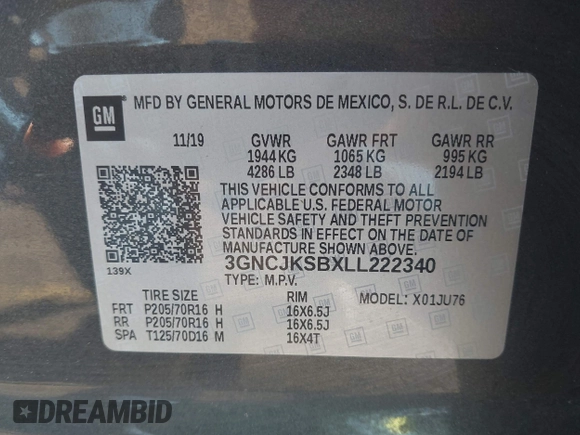 GM
MFD BY GENERAL MOTORS DE MEXICO, S. DE R.L. DE C.V.
11/19 GVWR GAWR FRT GAWR RR
1944 KG 1065 KG 995 KG
4286 LB 2348 LB 2194 LB
THIS VEHICLE CONFORMS TO ALL
APPLICABLE U.S. FEDERAL MOTOR
VEHICLE SAFETY AND THEFT PREVENTION
STANDARDS IN EFFECT ON THE DATE OF
MANUFACTURE SHOWN ABOVE.
139X
3GNCJKSBXLL222340
TYPE: M.P.V.
TIRE SIZE RIM MODEL: X01JU76
FRT P205/70R16 H 16X6.5J
RR P205/70R16 H 16X6.5J
SPA T125/70D16 M 16X4T
DREAMBID